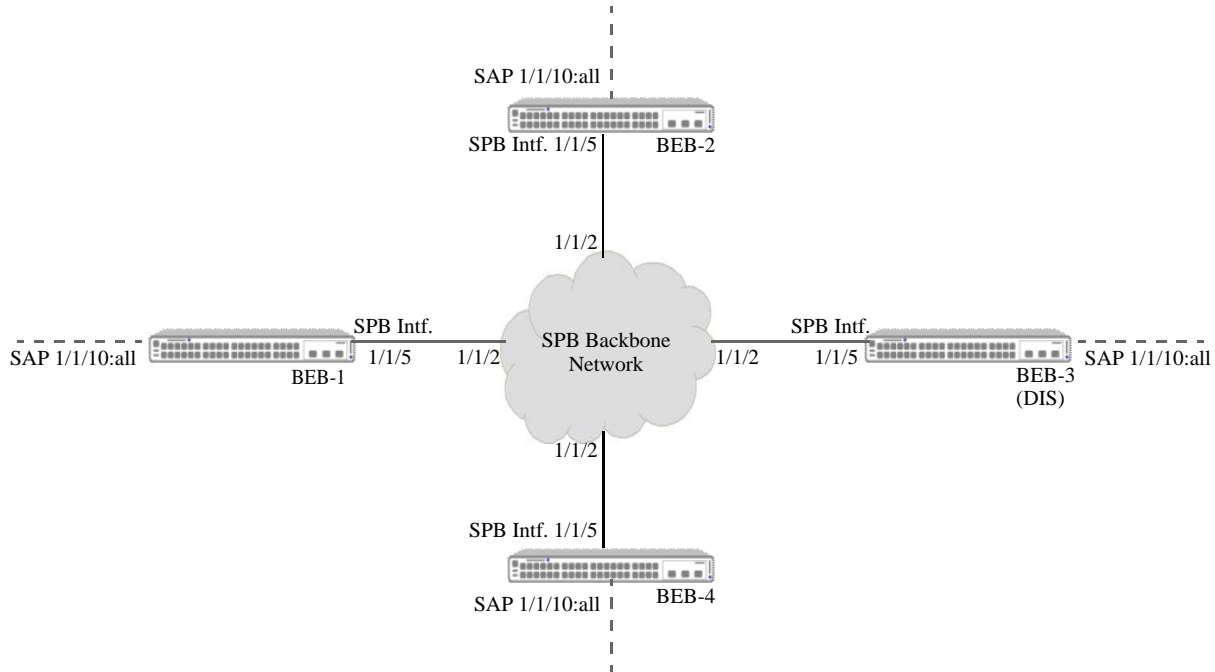 SAP 1/1/10:all
SPB Intf. 1/1/5
BEB-2
1/1/2
SPB Intf.
SAP 1/1/10:all
1/1/5
1/1/2
BEB-1
SPB Backbone
Network
SPB Intf.
1/1/2
1/1/5
BEB-3
(DIS)
SAP 1/1/10:all
1/1/2
SPB Intf. 1/1/5
SAP 1/1/10:all
BEB-4